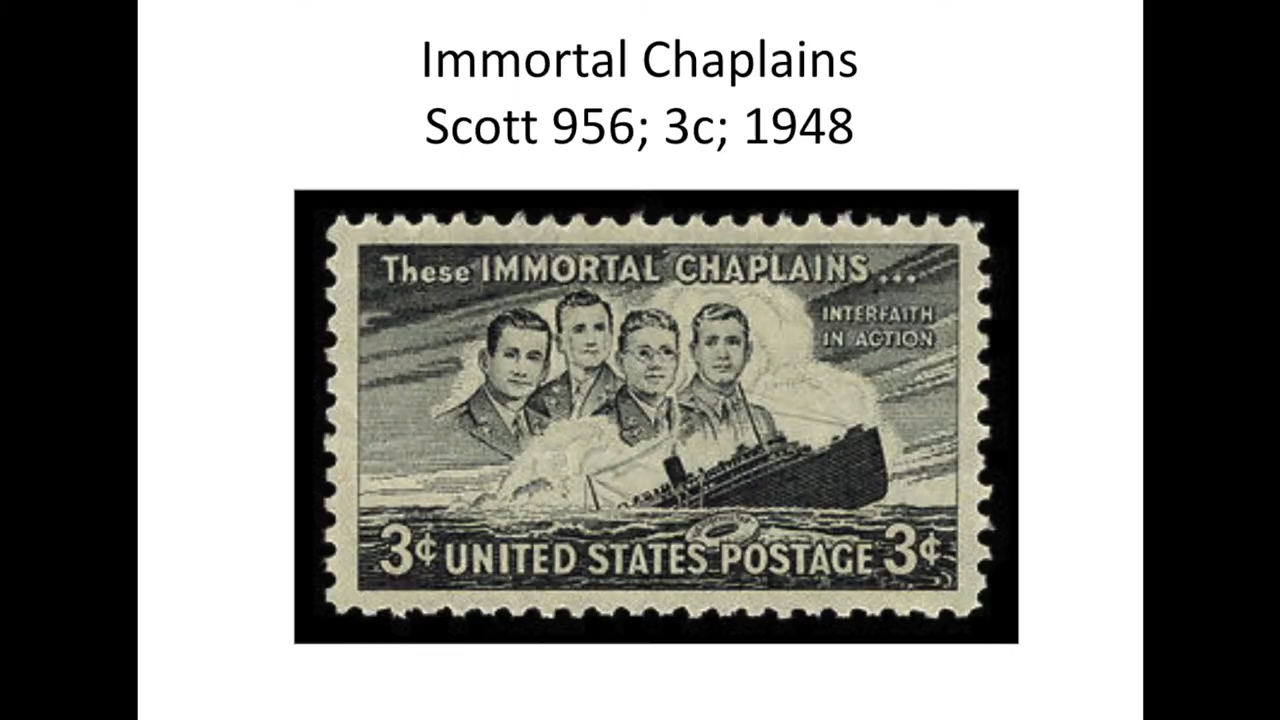 Immortal Chaplains
Scott 956; 3c; 1948
These IMMORTAL CHAPLAINS...
INTERFAITH
IN ACTION
3¢ UNITED STATES POSTAGE 3¢